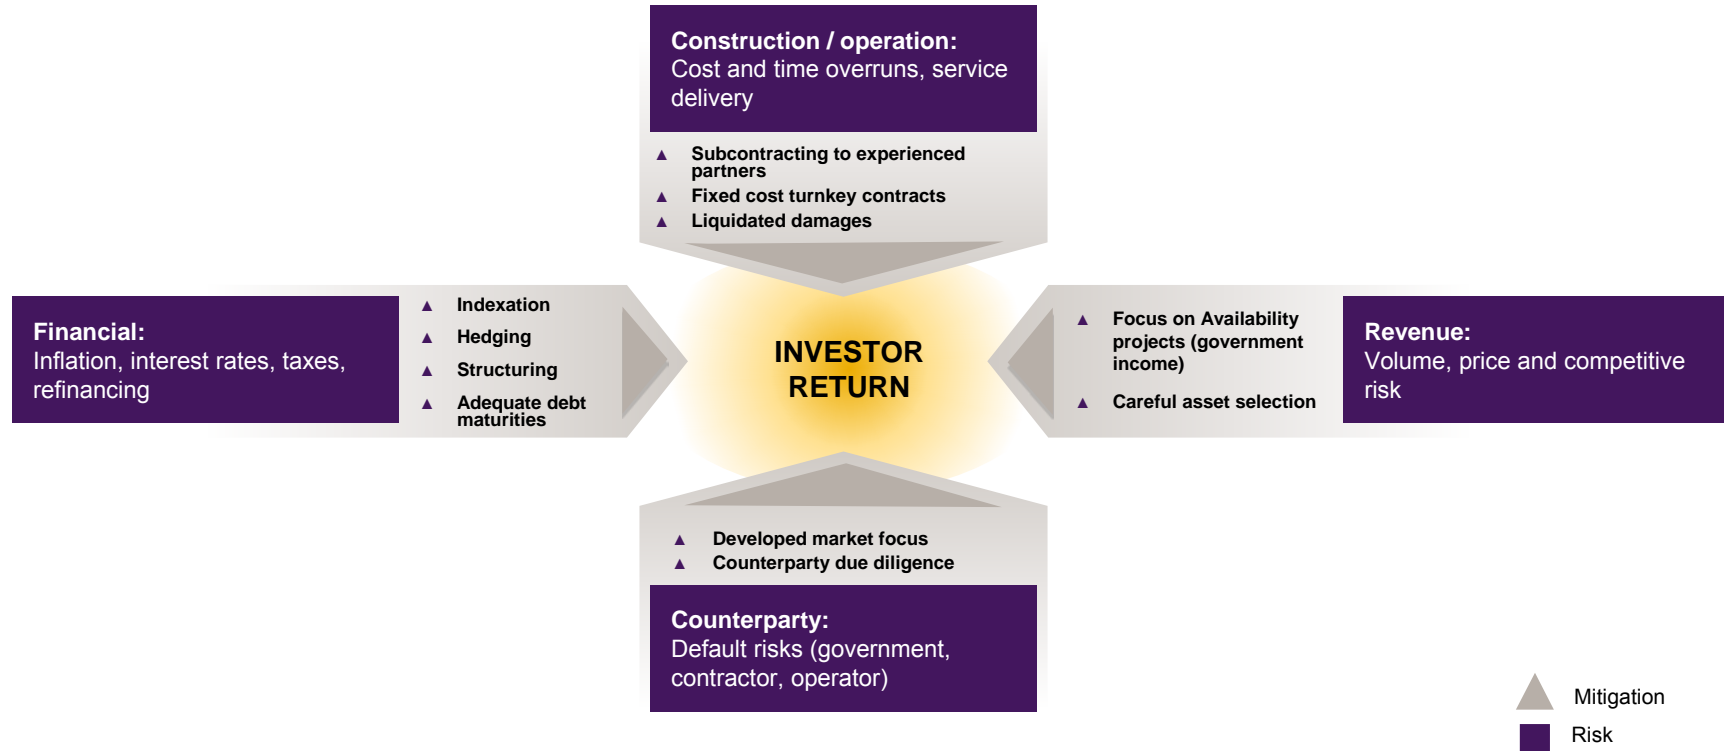 Construction / operation:
Cost and time overruns, service
delivery
▲ Subcontracting to experienced
partners
▲ Fixed cost turnkey contracts
▲ Liquidated damages
Financial:
Inflation, interest rates, taxes,
refinancing
▲ Indexation
▲ Hedging
▲ Structuring
▲ Adequate debt
maturities
INVESTOR
RETURN
▲ Focus on Availability
projects (government
income)
▲ Careful asset selection
Revenue:
Volume, price and competitive
risk
▲ Developed market focus
▲ Counterparty due diligence
Counterparty:
Default risks (government,
contractor, operator)
Mitigation
Risk